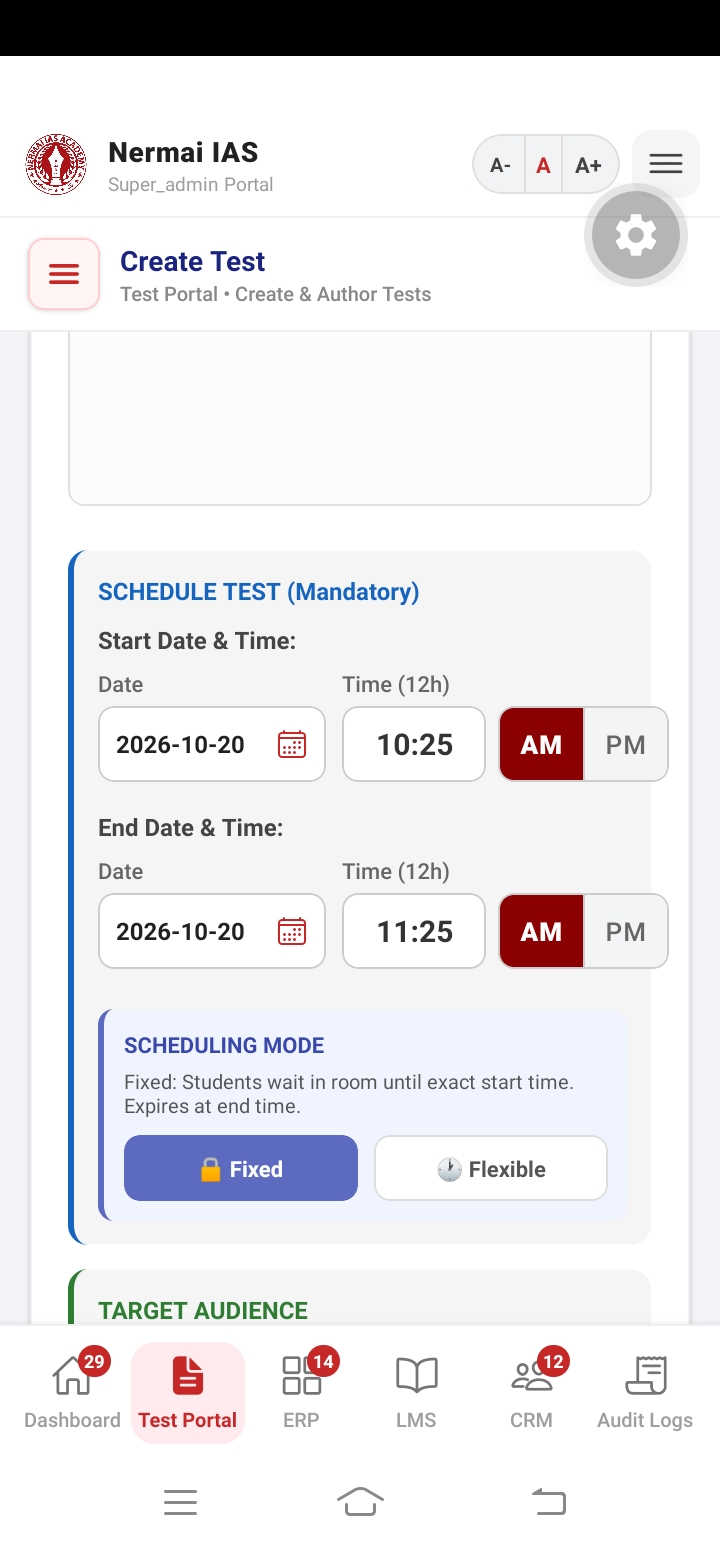 Nermai IAS
Super_admin Portal
A- A A+
Create Test
Test Portal • Create & Author Tests
SCHEDULE TEST (Mandatory)
Start Date & Time:
Date Time (12h)
2026-10-20 10:25 AM PM
End Date & Time:
Date Time (12h)
2026-10-20 11:25 AM PM
SCHEDULING MODE
Fixed: Students wait in room until exact start time.
Expires at end time.
Fixed Flexible
TARGET AUDIENCE
29 14 12
Dashboard Test Portal ERP LMS CRM Audit Logs